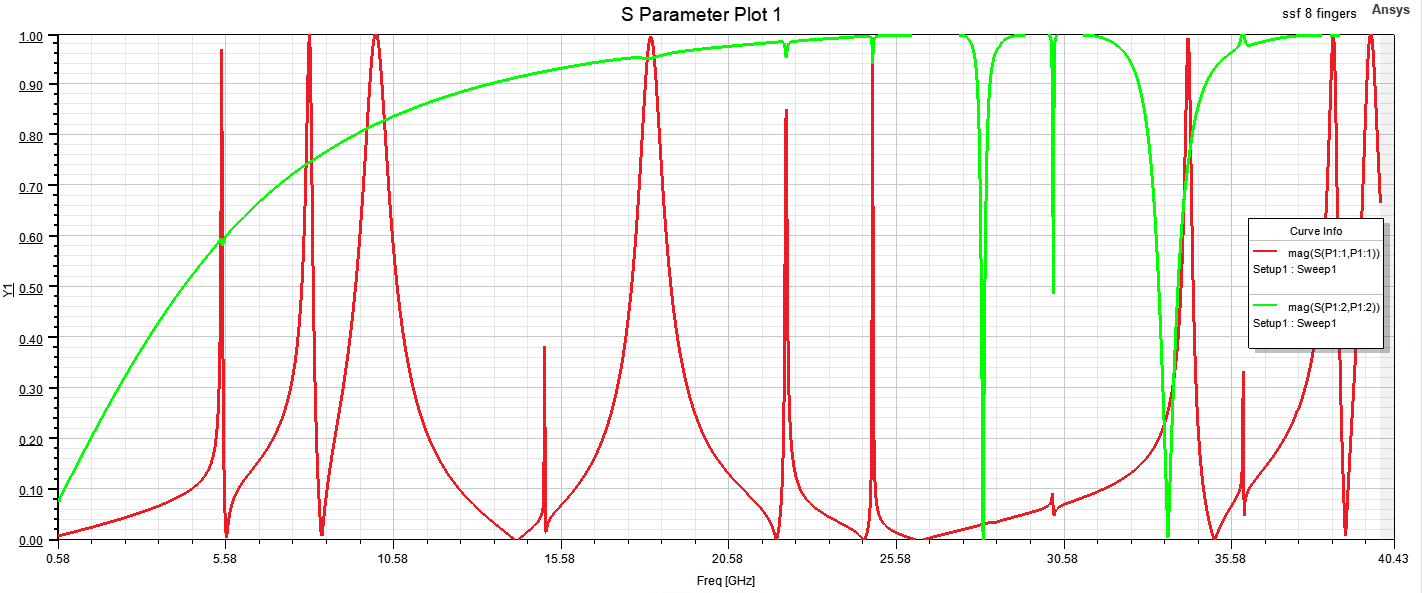 S Parameter Plot 1
ssf 8 fingers
Ansys
1.00
0.90
0.80
0.70
0.60
0.50
0.40
0.30
0.20
0.10
0.00
Y1
0.58
5.58
10.58
15.58
20.58
25.58
30.58
35.58
40.43
Freq [GHz]
Curve Info
mag(S(P1:1,P1:1))
Setup1 : Sweep1
mag(S(P1:2,P1:2))
Setup1 : Sweep1